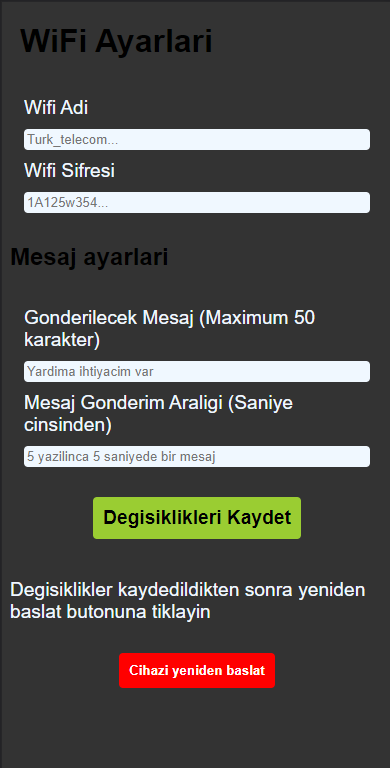 WiFi Ayarlari
Wifi Adi
Turk_telecom...
Wifi Sifresi
1A125w354...
Mesaj ayarlari
Gonderilecek Mesaj (Maximum 50
karakter)
Yardima ihtiyacim var
Mesaj Gonderim Araligi (Saniye
cinsinden)
5 yazilinca 5 saniyede bir mesaj
Degisiklikleri Kaydet
Degisiklikler kaydedildikten sonra yeniden
baslat butonuna tiklayin
Cihazi yeniden baslat